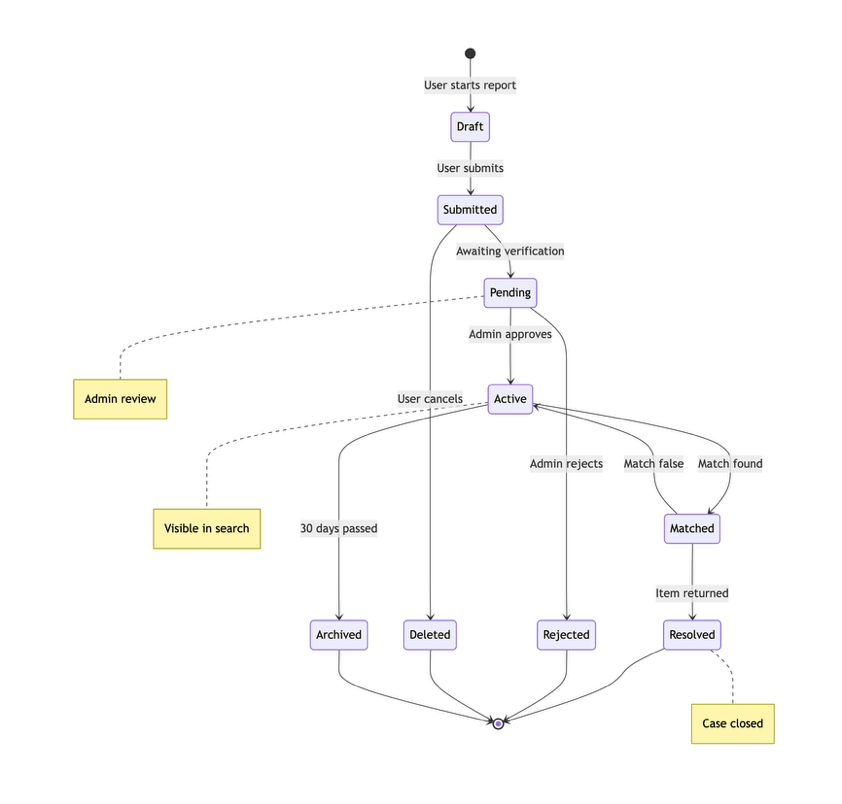 User starts report
Draft
User submits
Submitted
Awaiting verification
Pending
Admin approves
Admin review
Active
User cancels
Admin rejects
Match false
Match found
Visible in search
30 days passed
Matched
Item returned
Archived
Deleted
Rejected
Resolved
Case closed